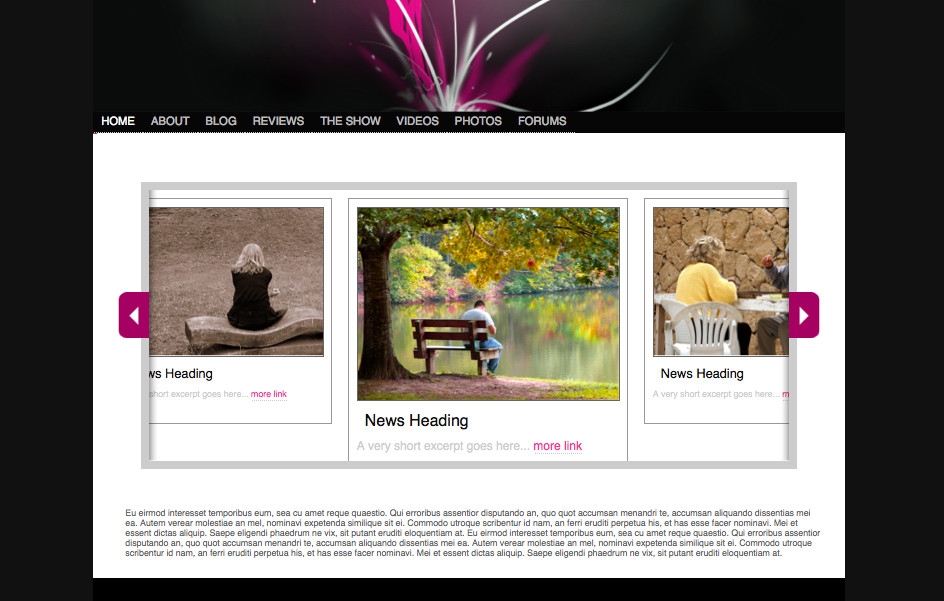 HOME ABOUT BLOG REVIEWS THE SHOW VIDEOS PHOTOS FORUMS
ws Heading
short excerpt goes here... more link
News Heading
A very short excerpt goes here... more link
News Heading
A very short excerpt goes here... m
Eu eirmod interesset temporibus eum, sea cu amet reque quaestio. Qui erroribus assentior disputando an, quo quot accumsan menandri te, accumsan aliquando dissentias mei
ea. Autem verear molestiae an mel, nominavi expetenda similique sit ei. Commodo utroque scribentur id nam, an ferri eruditi perpetua his, et has esse facer nominavi. Mei et
essent dictas aliquip. Saepe eligendi phaedrum ne vix, sit putant eruditi eloquentiam at. Eu eirmod interesset temporibus eum, sea cu amet reque quaestio. Qui erroribus assentior
disputando an, quo quot accumsan menandri te, accumsan aliquando dissentias mei ea. Autem verear molestiae an mel, nominavi expetenda similique sit ei. Commodo utroque
scribentur id nam, an ferri eruditi perpetua his, et has esse facer nominavi. Mei et essent dictas aliquip. Saepe eligendi phaedrum ne vix, sit putant eruditi eloquentiam at.